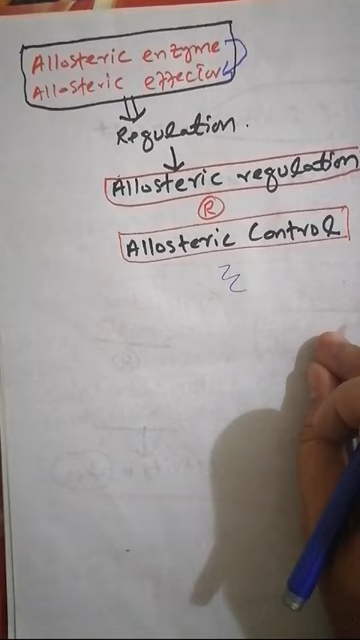 Allosteric enzyme
Allosteric effector
Regulation.
Allosteric regulation
R
Allosteric Control